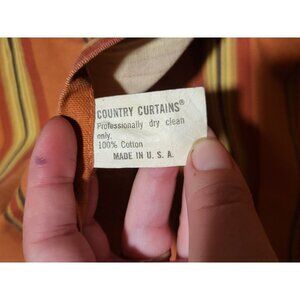 COUNTRY CURTAINS®
Professionally dry clean
only.
100% Cotton
MADE IN U. S. A.